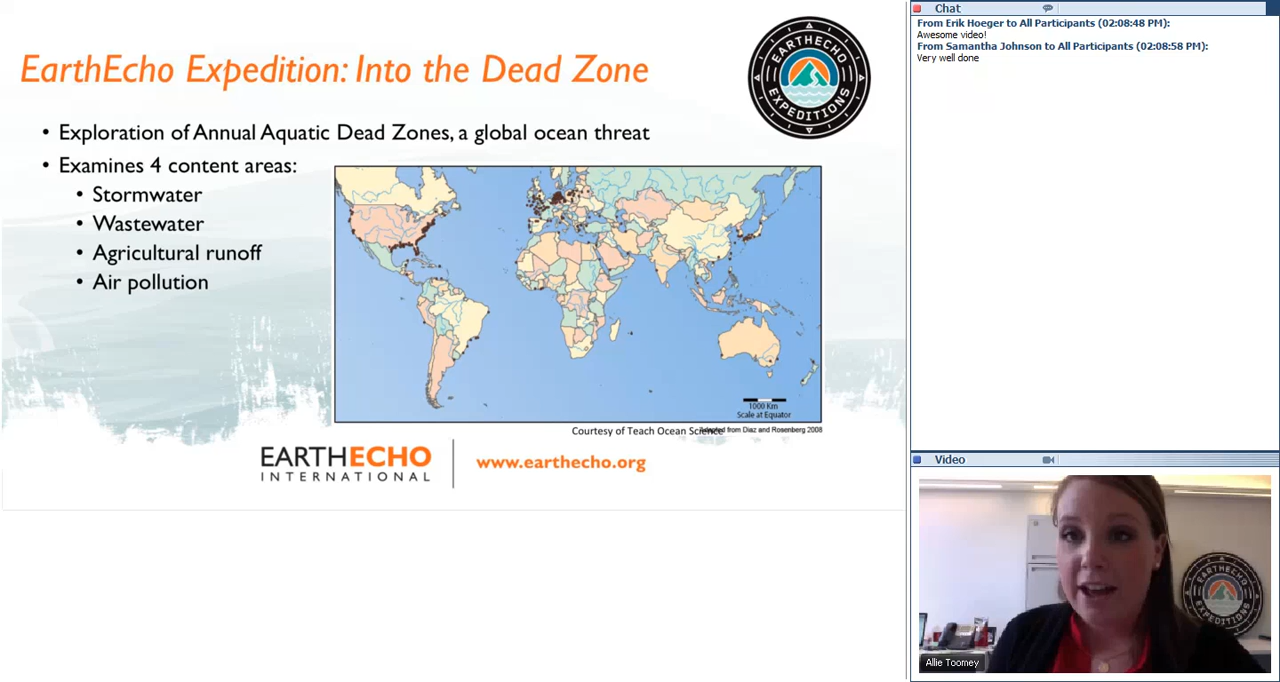 EarthEcho Expedition: Into the Dead Zone
EARTHECHO
EXPEDITIONS
• Exploration of Annual Aquatic Dead Zones, a global ocean threat
• Examines 4 content areas:
• Stormwater
• Wastewater
• Agricultural runoff
• Air pollution
1000 Km
Scale at Equator
Courtesy of Teach Ocean Science
from Diaz and Rosenberg 2008
EARTHECHO
INTERNATIONAL
www.earthecho.org
Chat
From Erik Hoeger to All Participants (02:08:48 PM):
Awesome video!
From Samantha Johnson to All Participants (02:08:58 PM):
Very well done
Video
EARTHECHO
EXPEDITIONS
Allie Toomey